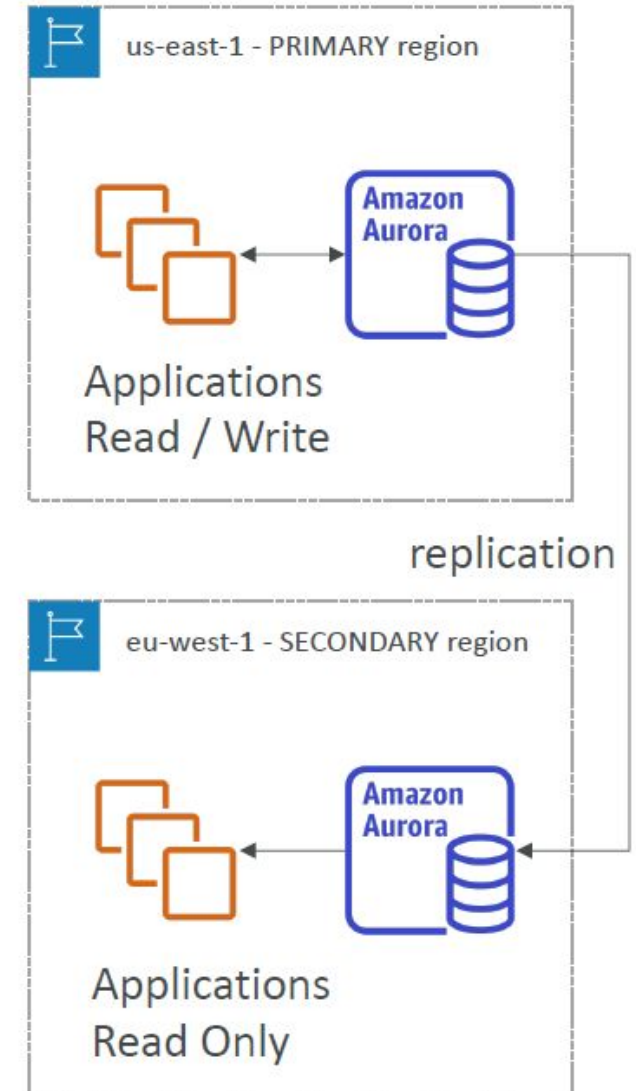 us-east-1 - PRIMARY region
Amazon
Aurora
Applications
Read / Write
replication
eu-west-1 - SECONDARY region
Amazon
Aurora
Applications
Read Only